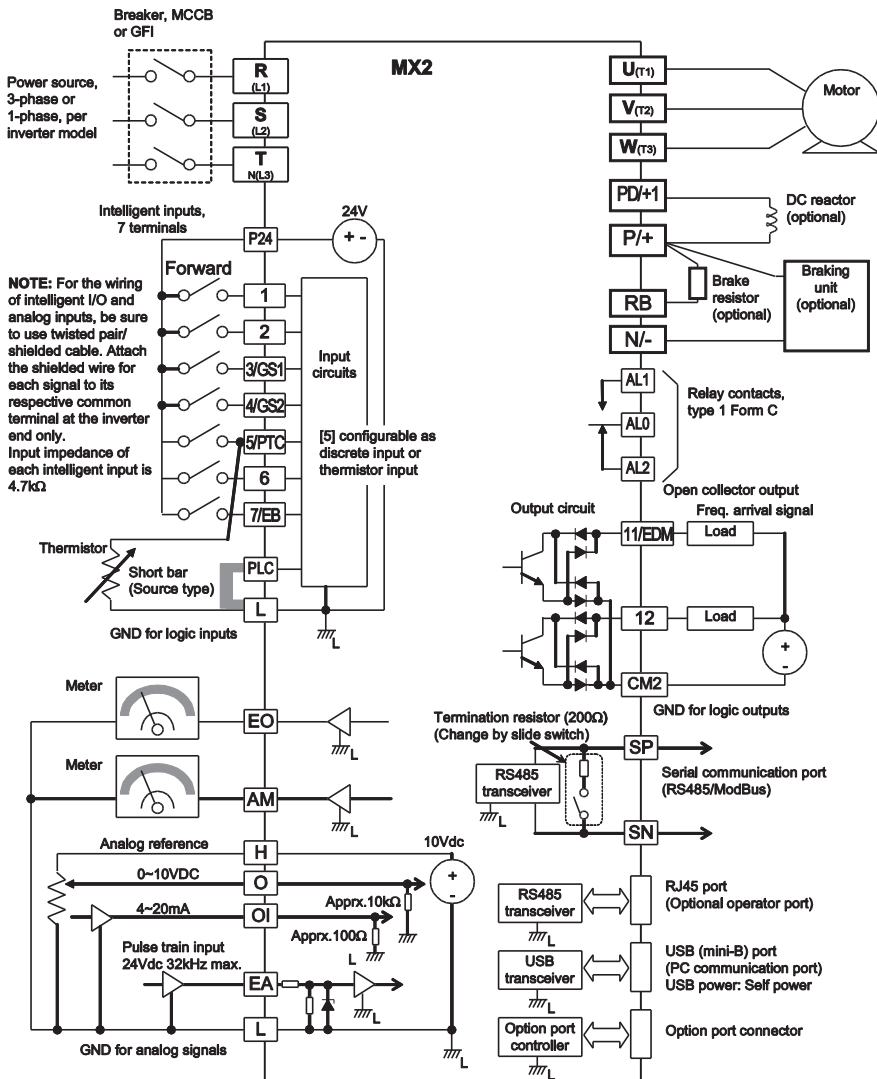 Breaker, MCCB
or GFI
Power source,
3-phase or
1-phase, per
inverter model
R
(L1)
S
(L2)
T
N(L3)
MX2
U(T1)
V(T2)
W(T3)
Motor
PD/+1
P/+
DC reactor
(optional)
RB
N/-
Brake
resistor
(optional)
Braking
unit
(optional)
Intelligent inputs,
7 terminals
24V
+ -
P24
Forward
NOTE: For the wiring
of intelligent I/O and
analog inputs, be sure
to use twisted pair/
shielded cable. Attach
the shielded wire for
each signal to its
respective common
terminal at the inverter
end only.
Input impedance of
each intelligent input is
4.7kΩ
1
2
3/GS1
4/GS2
5/PTC
6
7/EB
PLC
L
Input
circuits
[5] configurable as
discrete input or
thermistor input
Thermistor
Short bar
(Source type)
GND for logic inputs
L
AL1
AL0
AL2
Relay contacts,
type 1 Form C
Open collector output
Output circuit
Freq. arrival signal
11/EDM
Load
12
Load
+
-
CM2
GND for logic outputs
Meter
EO
L
Meter
AM
L
Termination resistor (200Ω)
(Change by slide switch)
RS485
transceiver
L
SP
SN
Serial communication port
(RS485/ModBus)
Analog reference
H
10Vdc
+
-
0~10VDC
O
Apprx.10kΩ
4~20mA
OI
Apprx.100Ω
L
Pulse train input
24Vdc 32kHz max.
EA
L
L
GND for analog signals
L
RS485
transceiver
L
RJ45 port
(Optional operator port)
USB
transceiver
L
USB (mini-B) port
(PC communication port)
USB power: Self power
Option port
controller
L
Option port connector